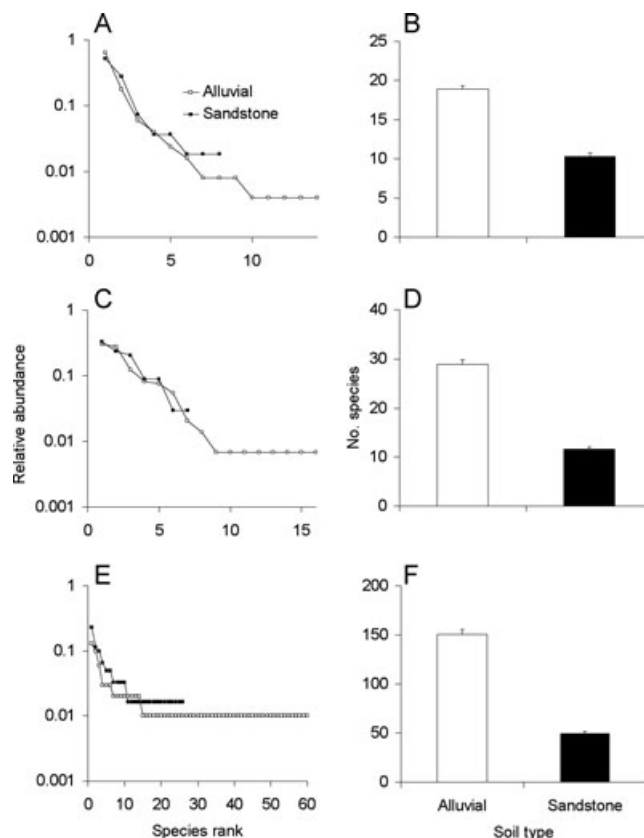 A
1
0.1
0.01
0.001
0 5 10
Alluvial
Sandstone
B
25
20
15
10
5
0
C
1
0.1
0.01
0.001
0 5 10 15
Relative abundance
D
40
30
20
10
0
No. species
E
1
0.1
0.01
0.001
0 10 20 30 40 50 60
Species rank
F
200
150
100
50
0
Alluvial Sandstone
Soil type